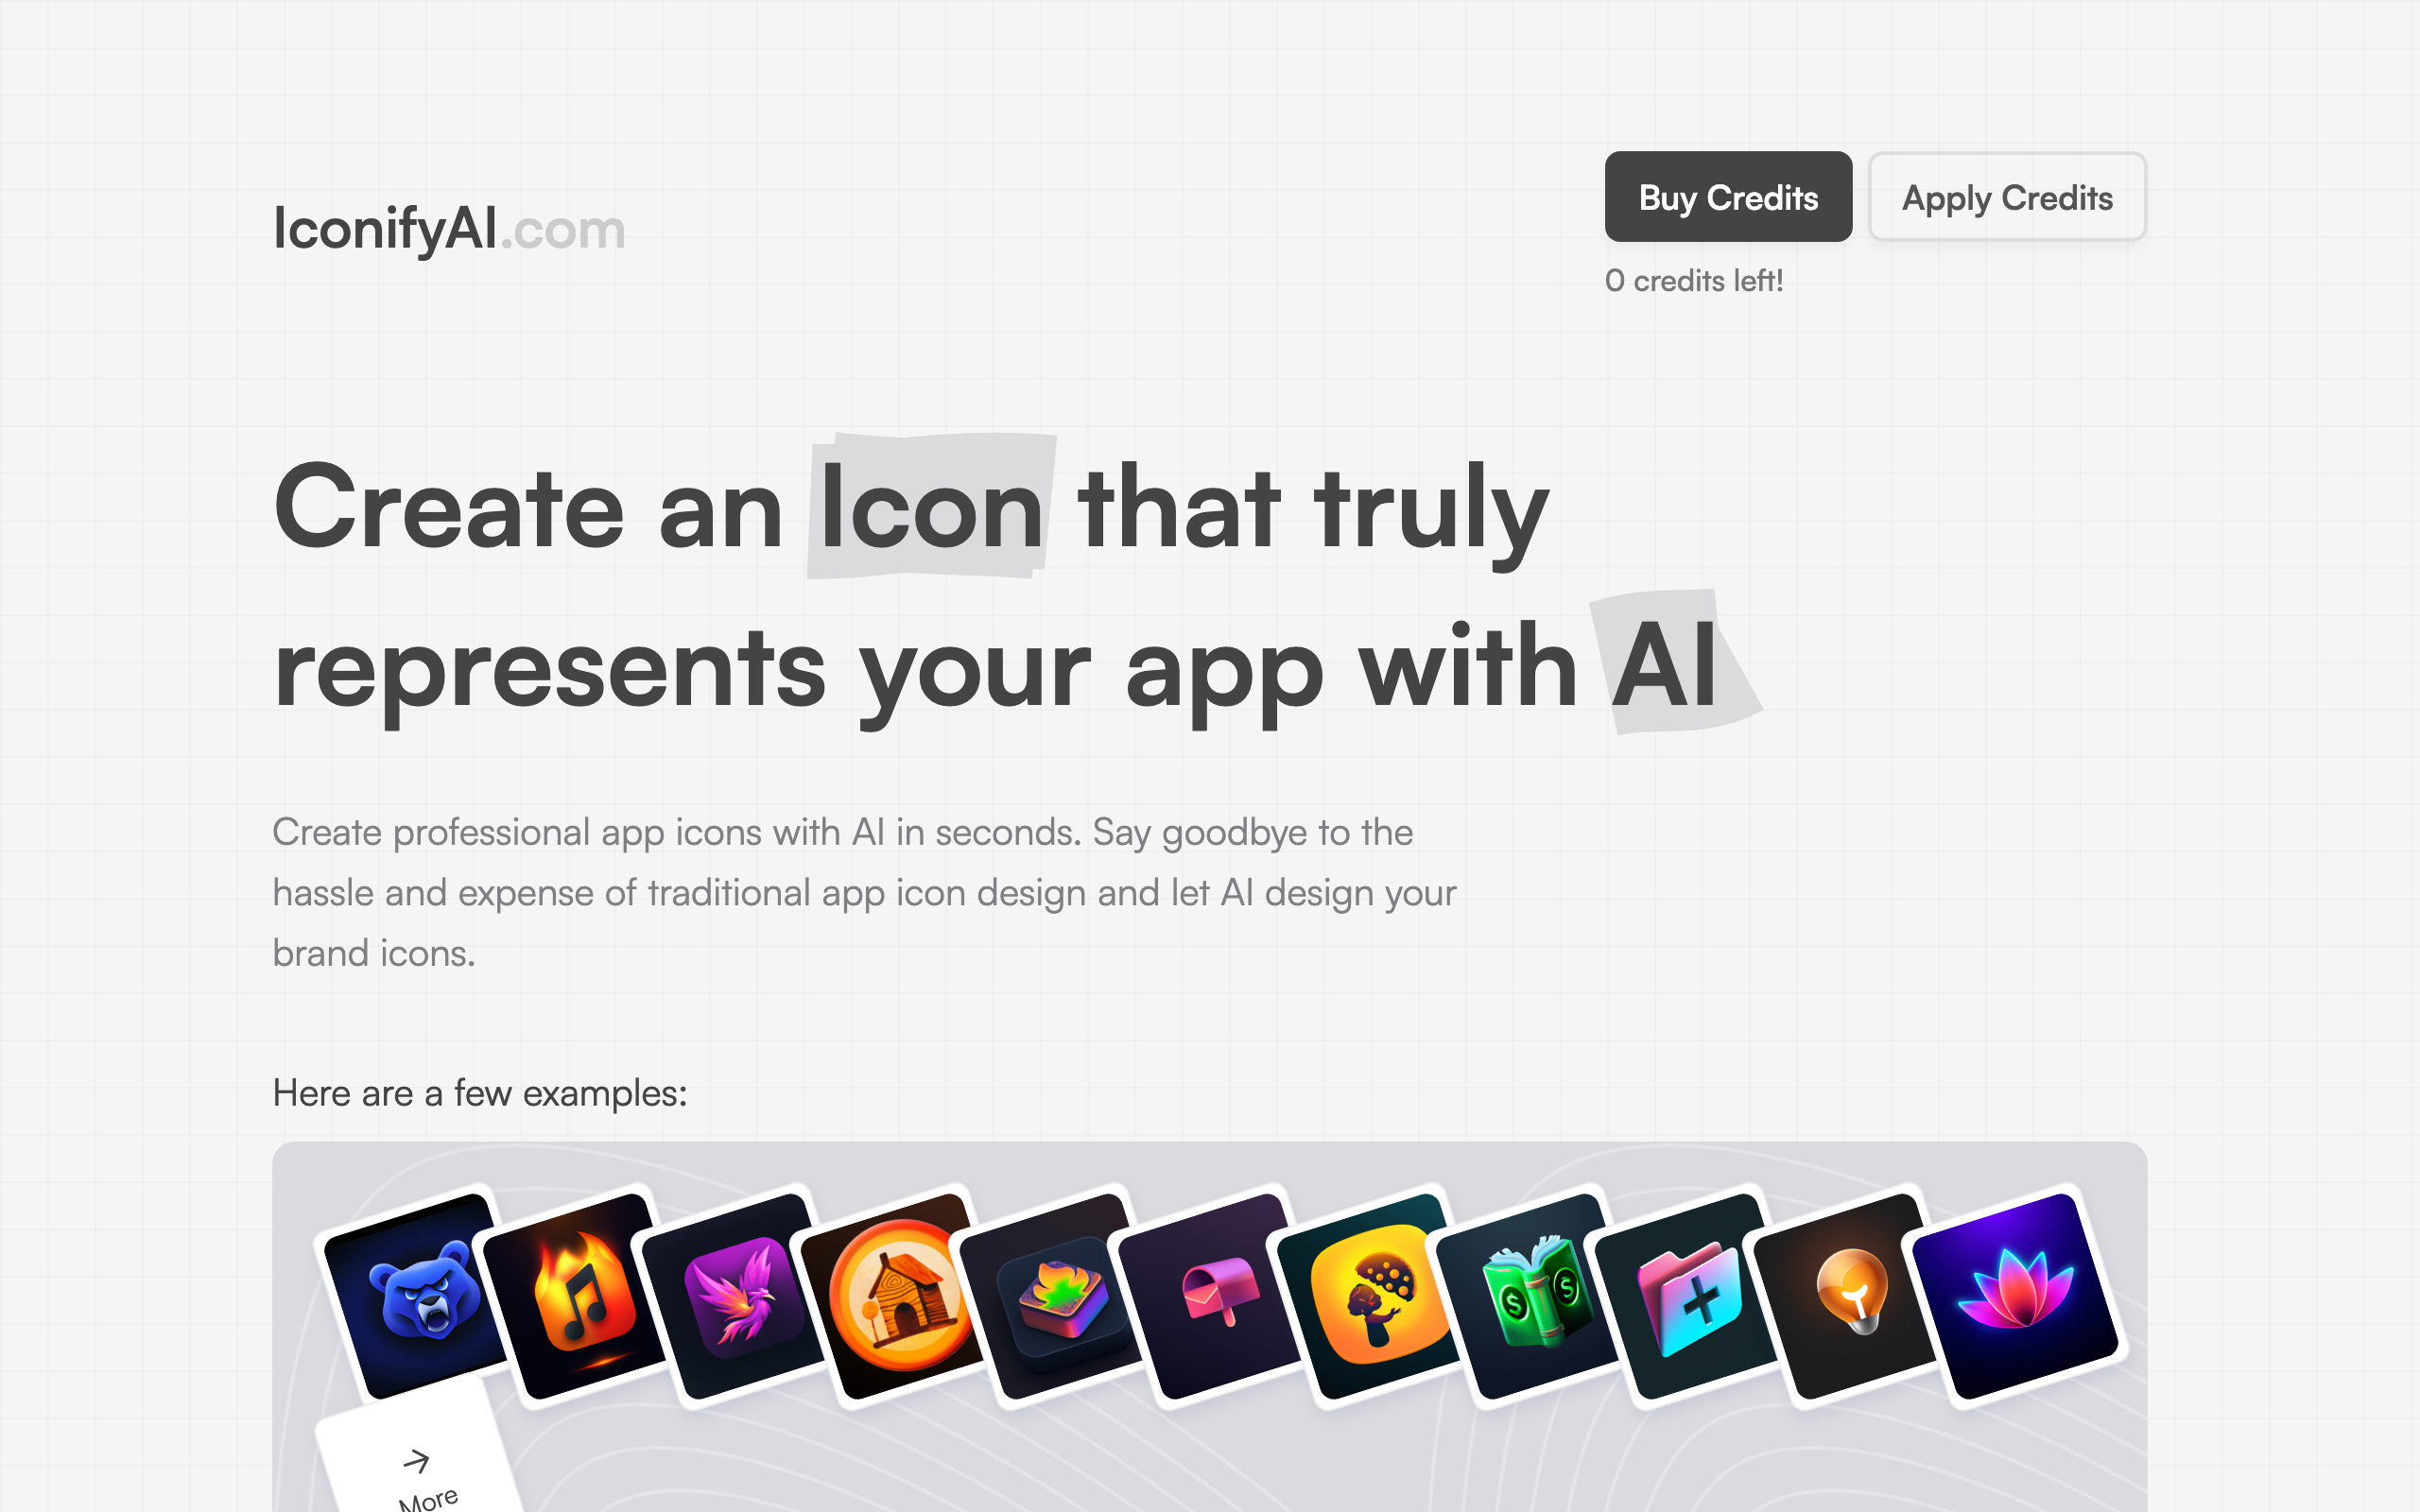 IconifyAI.com
Buy Credits
Apply Credits
0 credits left!
Create an Icon that truly
represents your app with AI
Create professional app icons with AI in seconds. Say goodbye to the
hassle and expense of traditional app icon design and let AI design your
brand icons.
Here are a few examples:
$ $
More